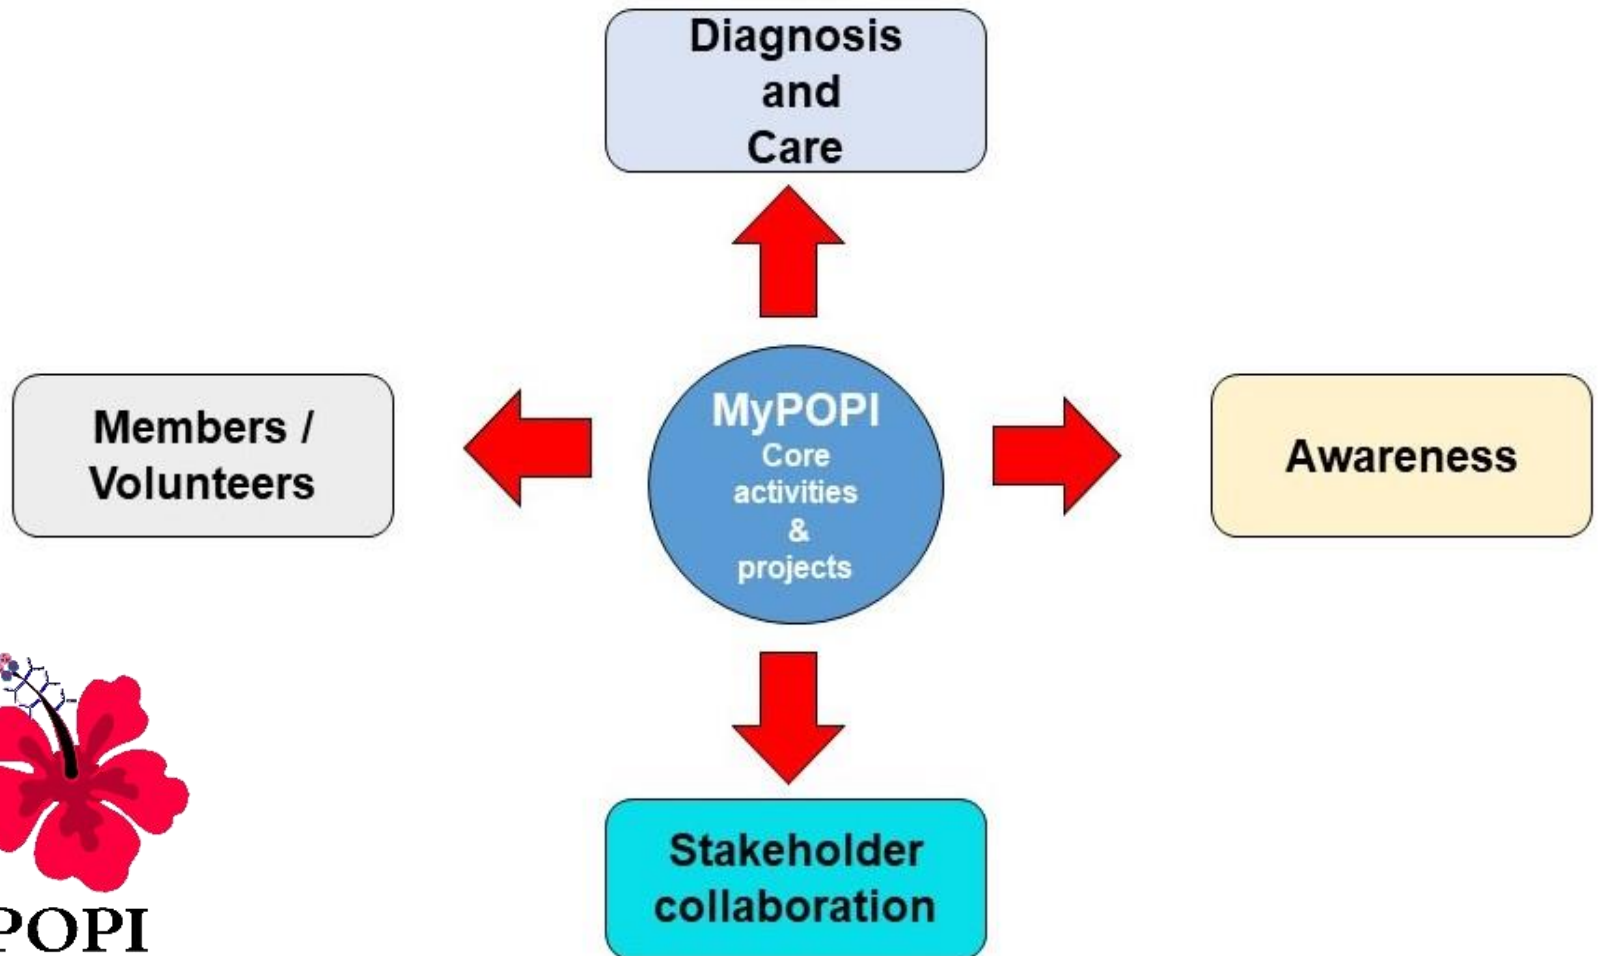 Diagnosis
and
Care
Members /
Volunteers
MyPOPI
Core
activities
&
projects
Awareness
Stakeholder
collaboration
POPI